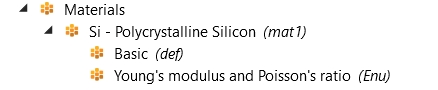 Materials
Si - Polycrystalline Silicon (mat1)
Basic (def)
Young's modulus and Poisson's ratio (Enu)